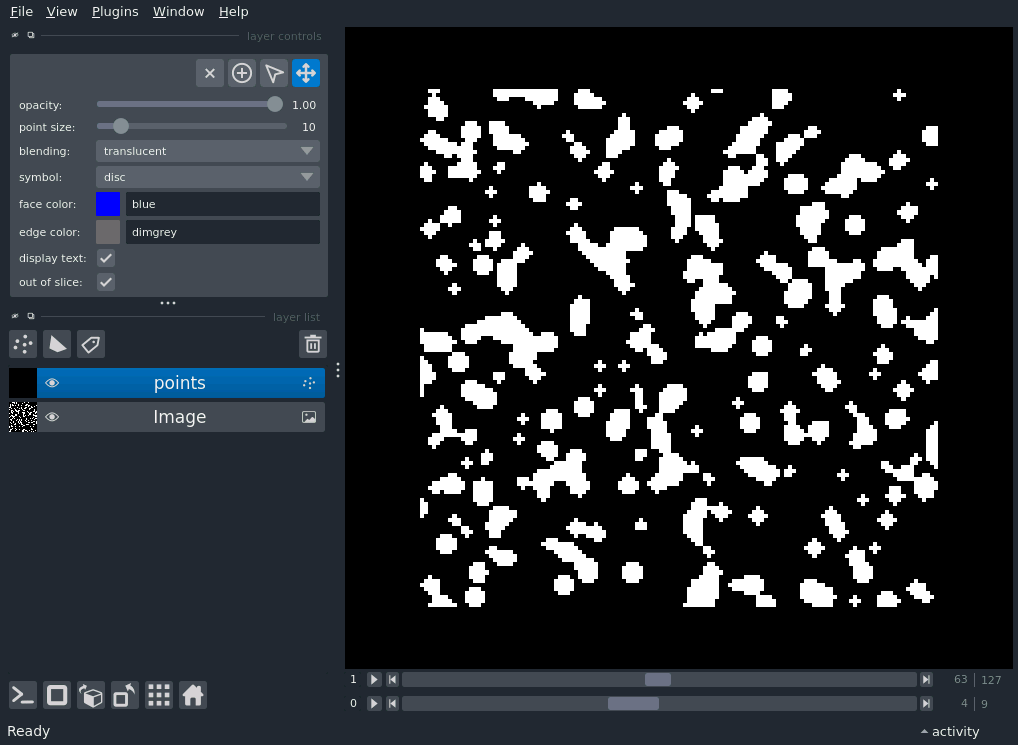 File View Plugins Window Help
layer controls
opacity: 1.00
point size: 10
blending: translucent
symbol: disc
face color: blue
edge color: dimgrey
display text:
out of slice:
layer list
points
Image
1 63 127
0 4 9
Ready activity